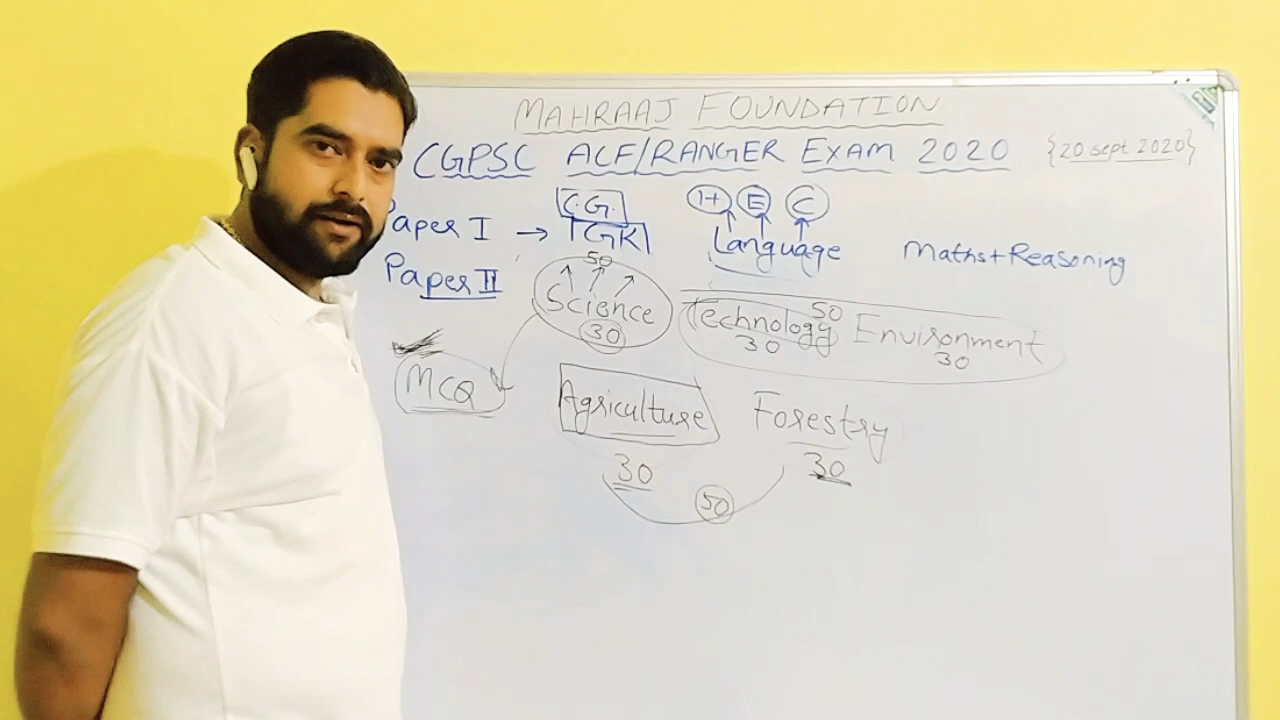 MAHRAAJ FOUNDATION
CGPSC ACF/RANGER EXAM 2020 {20 sept 2020}
C.G. H E C
Paper I → GK Language Maths+Reasoning
Paper II
50
Science
30
50
Technology Environment
30 30
MCQ Agriculture Forestry
30 30
50